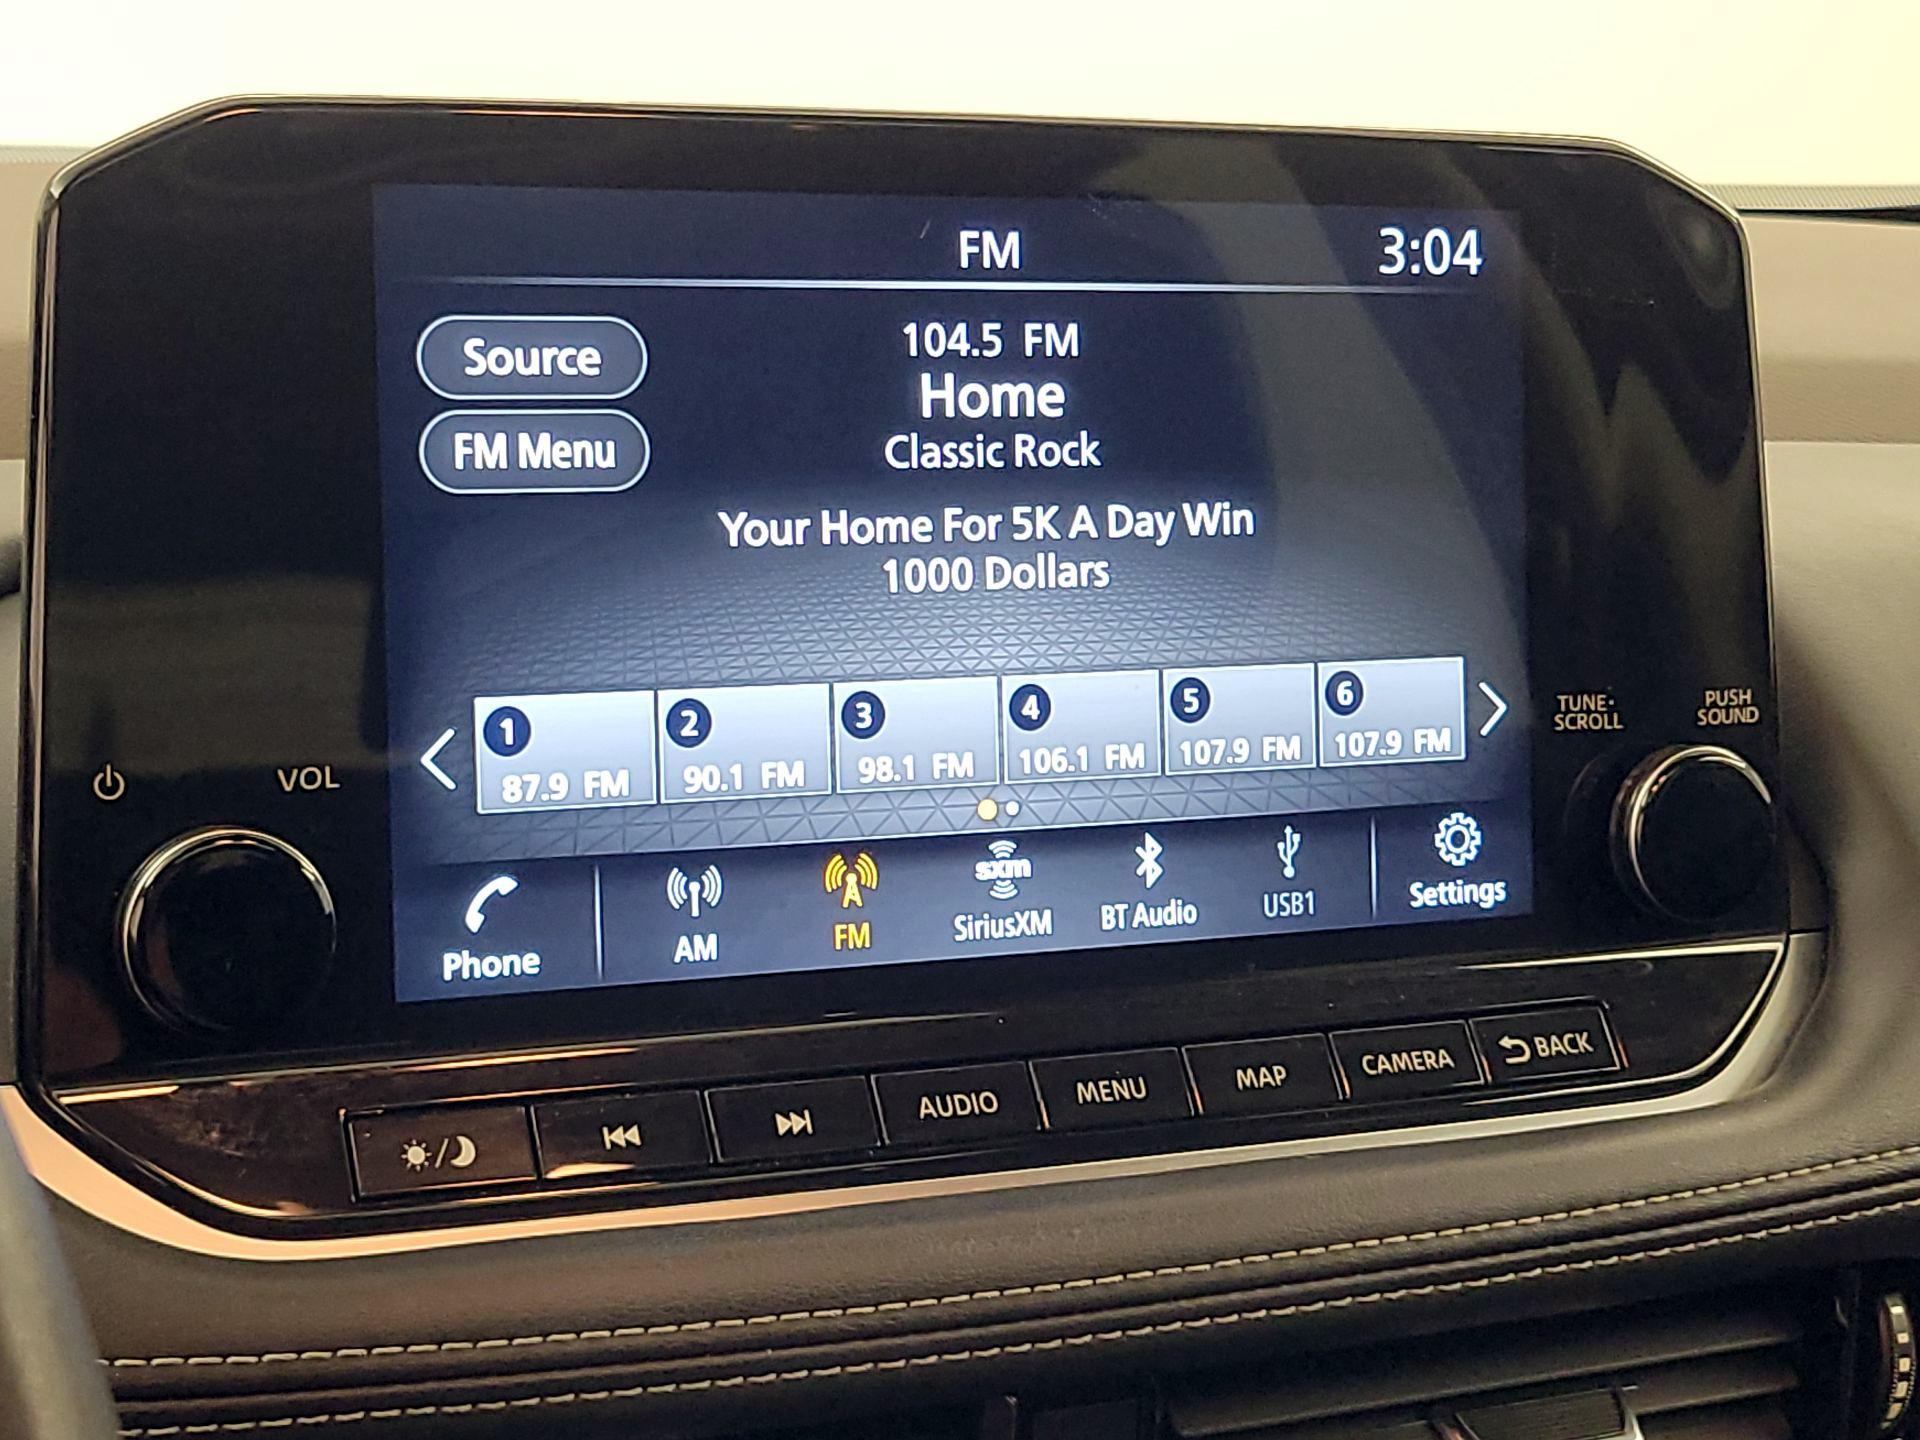 FM
3:04
Source
104.5 FM
Home
FM Menu
Classic Rock
Your Home For 5K A Day Win
1000 Dollars
1
2
3
4
5
6
87.9 FM
90.1 FM
98.1 FM
106.1 FM
107.9 FM
107.9 FM
VOL
TUNE·
SCROLL
PUSH
SOUND
Phone
AM
FM
sxm
SiriusXM
BT Audio
USB1
Settings
AUDIO
MENU
MAP
CAMERA
BACK